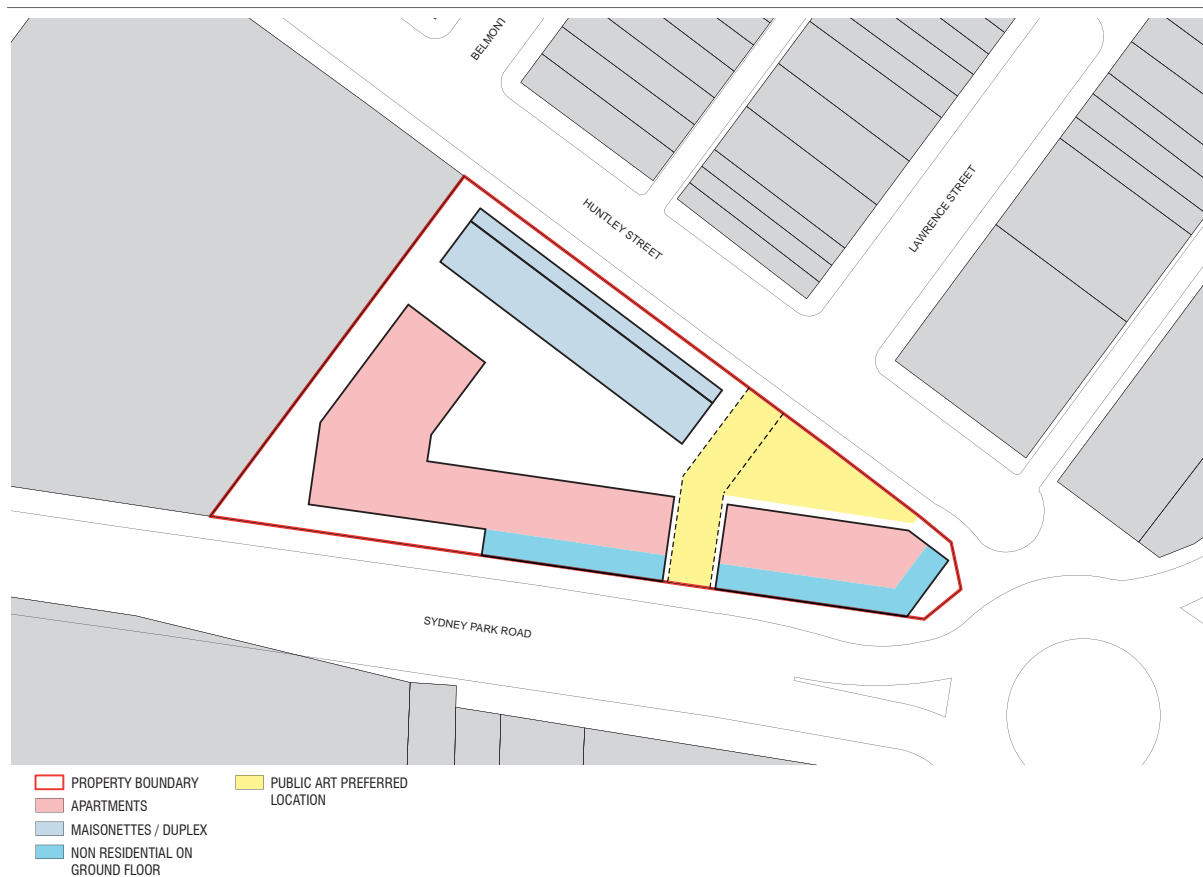 BELMONT
HUNTLEY STREET
LAWRENCE STREET
SYDNEY PARK ROAD
PROPERTY BOUNDARY
APARTMENTS
MAISONETTES / DUPLEX
NON RESIDENTIAL ON
GROUND FLOOR
PUBLIC ART PREFERRED
LOCATION